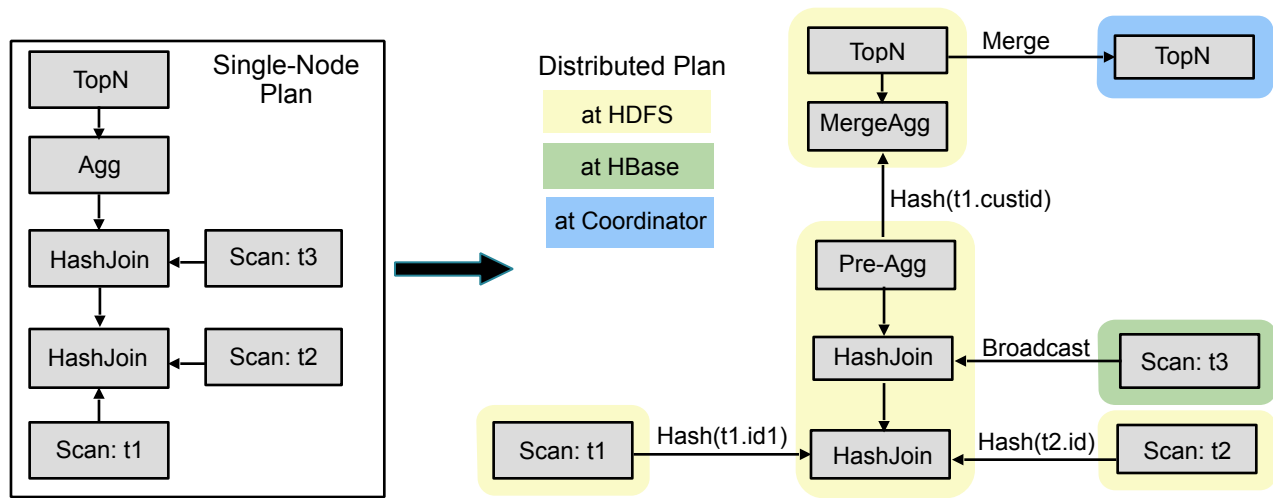 Single-Node
Plan
TopN
Agg
HashJoin
Scan: t3
HashJoin
Scan: t2
Scan: t1
Distributed Plan
at HDFS
at HBase
at Coordinator
TopN
Merge
TopN
MergeAgg
Hash(t1.custid)
Pre-Agg
HashJoin
Broadcast
Scan: t3
Scan: t1
Hash(t1.id1)
HashJoin
Hash(t2.id)
Scan: t2